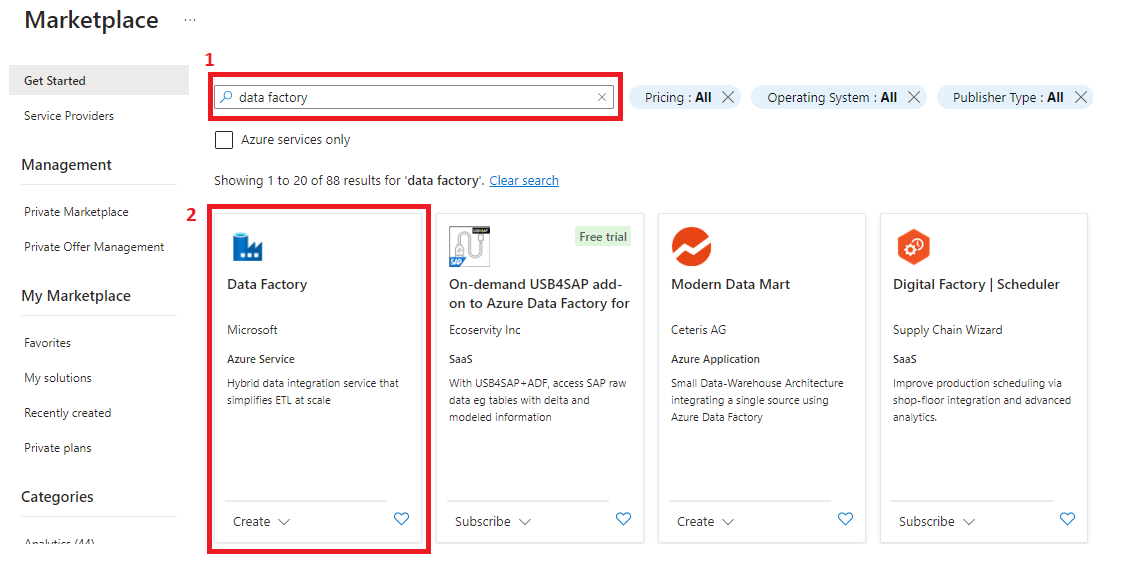 Marketplace ...
Get Started
Service Providers
Management
Private Marketplace
Private Offer Management
My Marketplace
Favorites
My solutions
Recently created
Private plans
Categories
Analytics (44)
1
data factory
Pricing : All
Operating System : All
Publisher Type : All
Azure services only
Showing 1 to 20 of 88 results for 'data factory'. Clear search
2
Data Factory
Microsoft
Azure Service
Hybrid data integration service that
simplifies ETL at scale
Create
USB4SAP
SAP
Free trial
On-demand USB4SAP add-
on to Azure Data Factory for
Ecoservity Inc
SaaS
With USB4SAP+ADF, access SAP raw
data eg tables with delta and
modeled information
Subscribe
Modern Data Mart
Ceteris AG
Azure Application
Small Data-Warehouse Architecture
integrating a single source using
Azure Data Factory
Create
Digital Factory | Scheduler
Supply Chain Wizard
SaaS
Improve production scheduling via
shop-floor integration and advanced
analytics.
Subscribe